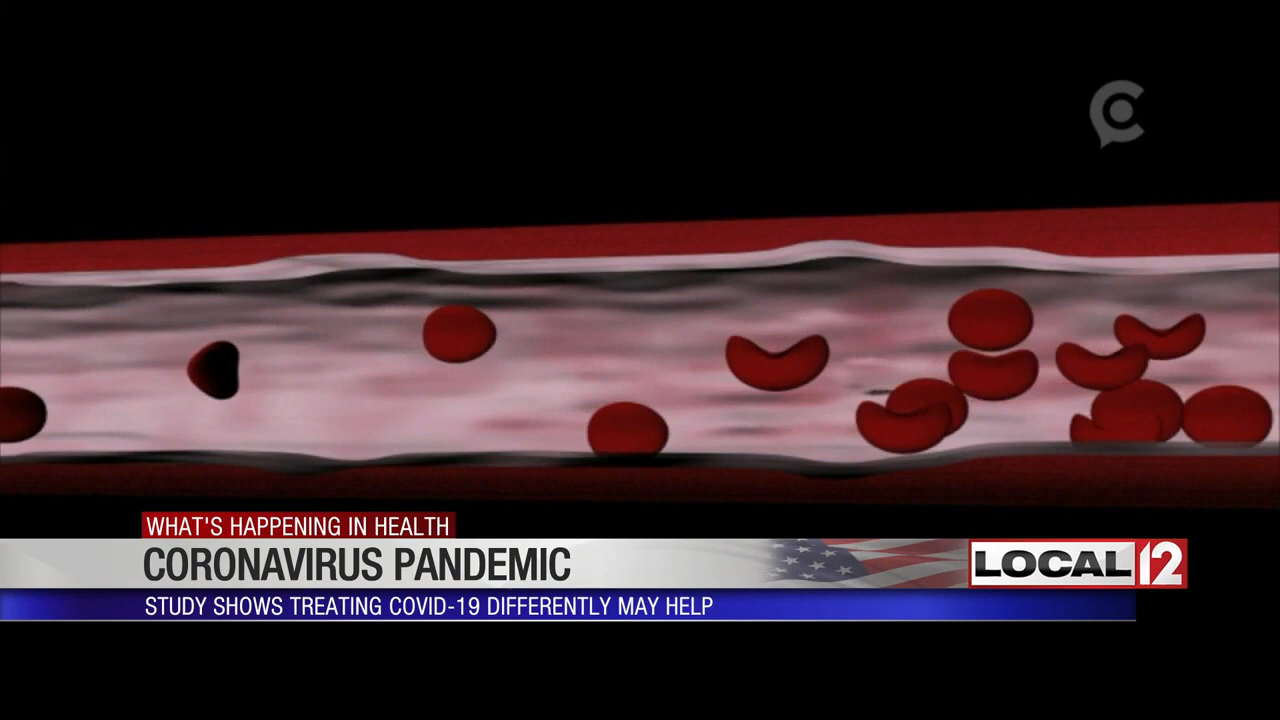 WHAT'S HAPPENING IN HEALTH
CORONAVIRUS PANDEMIC
LOCAL 12
STUDY SHOWS TREATING COVID-19 DIFFERENTLY MAY HELP